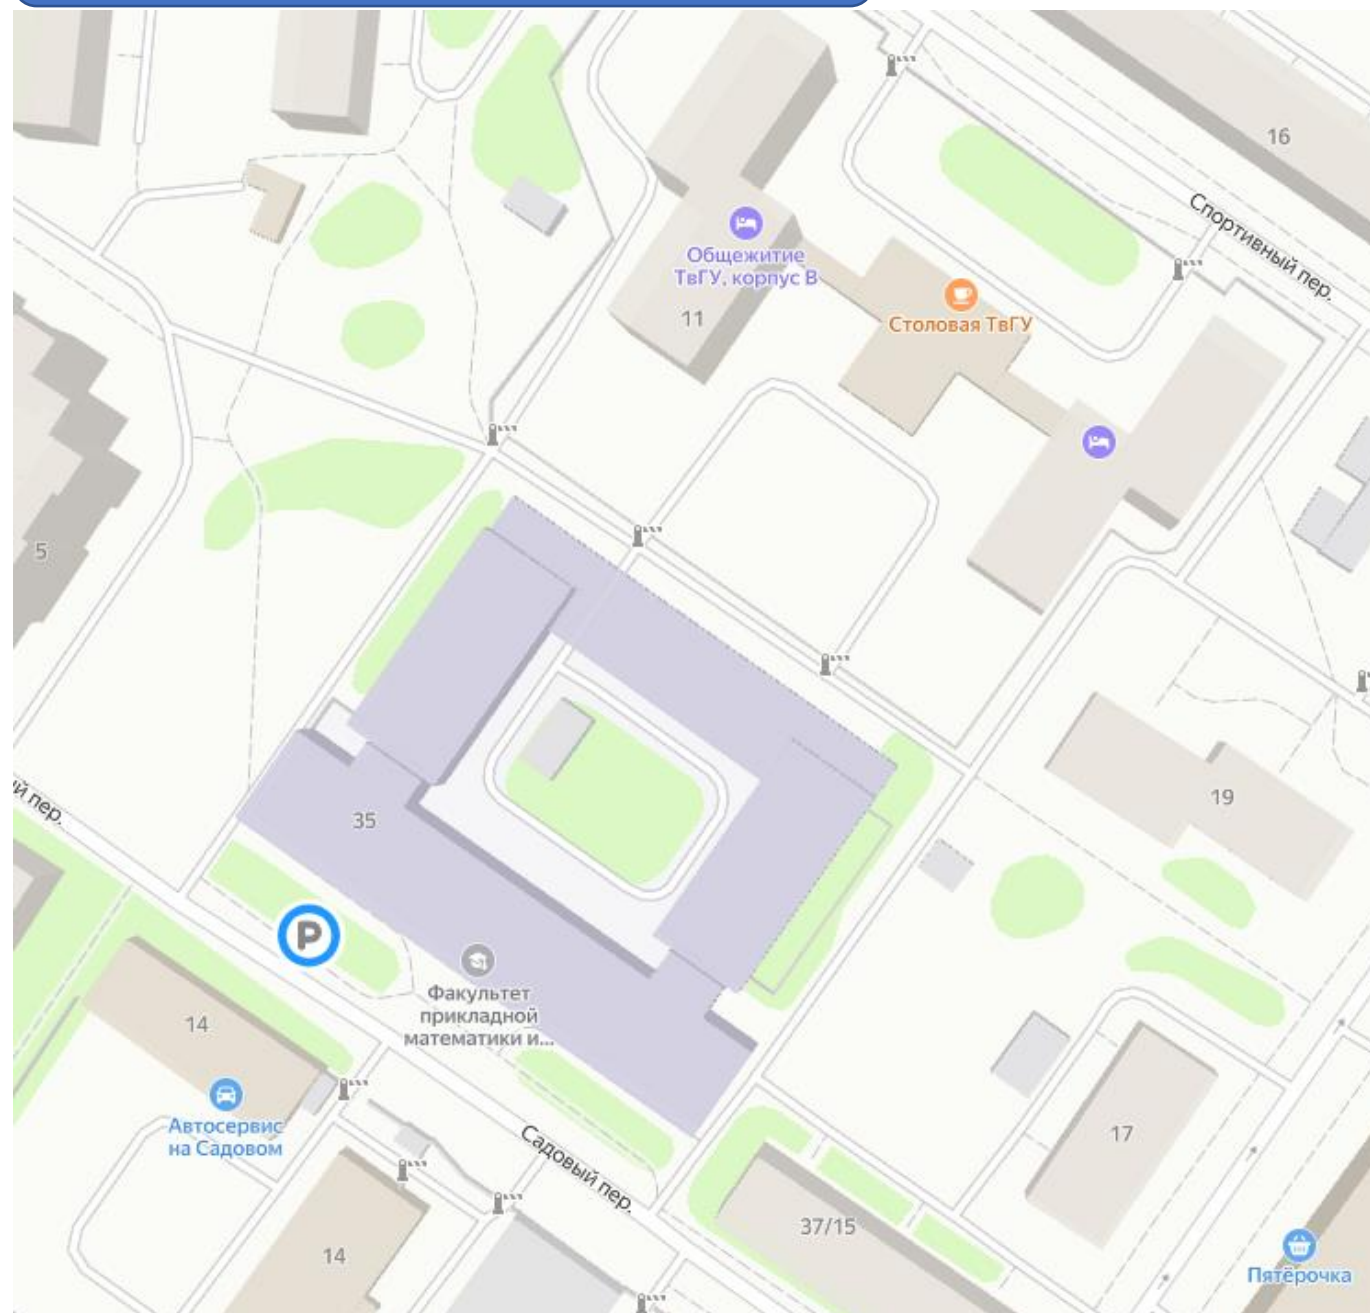 16
Спортивный пер.
Общежитие
ТвГУ, корпус В
11
Столовая ТвГУ
5
19
35
ый пер.
P
Факультет
прикладной
математики и...
14
Автосервис
на Садовом
17
Садовый пер.
37/15
14
Пятёрочка